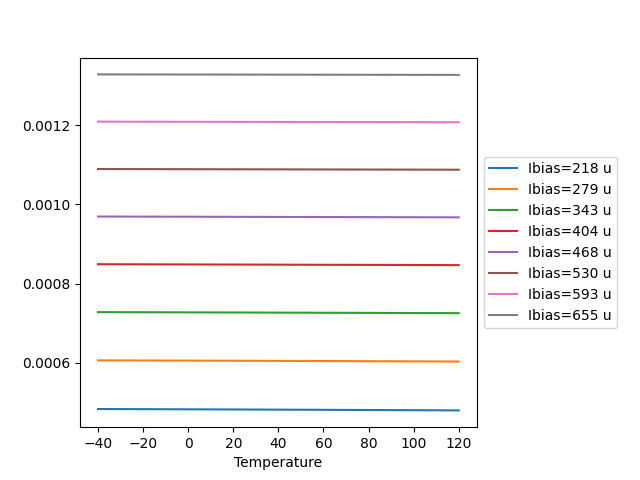 0.0012
0.0010
0.0008
0.0006
−40 −20 0 20 40 60 80 100 120
Temperature
Ibias=218 u
Ibias=279 u
Ibias=343 u
Ibias=404 u
Ibias=468 u
Ibias=530 u
Ibias=593 u
Ibias=655 u